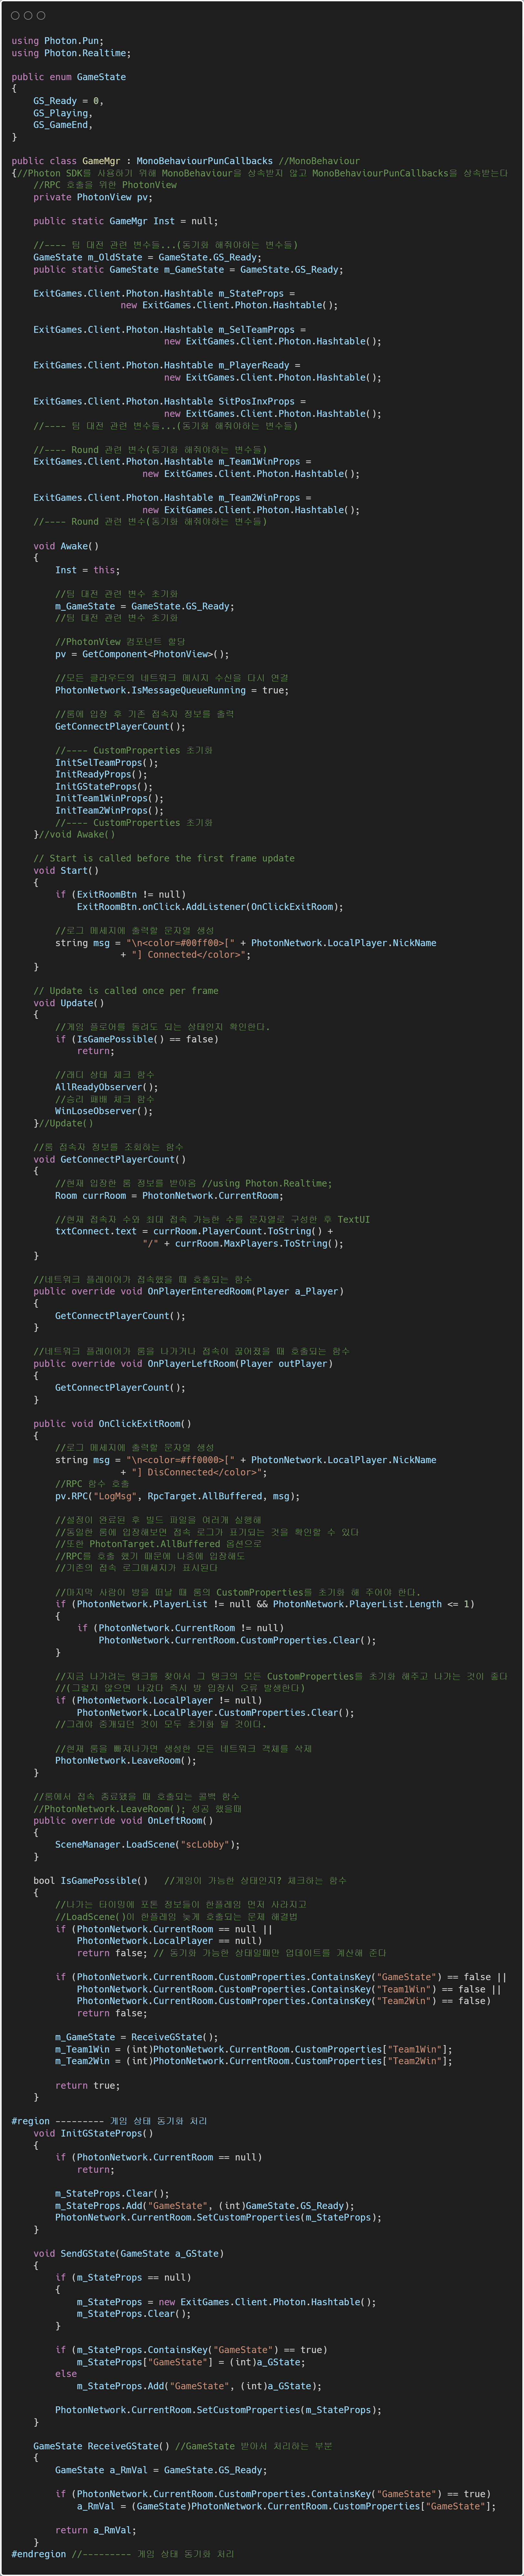 using Photon.Pun;
using Photon.Realtime;

public enum GameState
{
    GS_Ready = 0,
    GS_Playing,
    GS_GameEnd,
}

public class GameMgr : MonoBehaviourPunCallbacks //MonoBehaviour
{//Photon SDK를 사용하기 위해 MonoBehaviour을 상속받지 않고 MonoBehaviourPunCallbacks을 상속받는다
    //RPC 호출을 위한 PhotonView
    private PhotonView pv;

    public static GameMgr Inst = null;

    //---- 팀 대전 관련 변수들...(동기화 해줘야하는 변수들)
    GameState m_OldState = GameState.GS_Ready;
    public static GameState m_GameState = GameState.GS_Ready;

    ExitGames.Client.Photon.Hashtable m_StateProps =
                    new ExitGames.Client.Photon.Hashtable();

    ExitGames.Client.Photon.Hashtable m_SelTeamProps =
                            new ExitGames.Client.Photon.Hashtable();

    ExitGames.Client.Photon.Hashtable m_PlayerReady =
                            new ExitGames.Client.Photon.Hashtable();

    ExitGames.Client.Photon.Hashtable SitPosInxProps =
                            new ExitGames.Client.Photon.Hashtable();
    //---- 팀 대전 관련 변수들...(동기화 해줘야하는 변수들)

    //---- Round 관련 변수(동기화 해줘야하는 변수들)
    ExitGames.Client.Photon.Hashtable m_Team1WinProps =
                        new ExitGames.Client.Photon.Hashtable();

    ExitGames.Client.Photon.Hashtable m_Team2WinProps =
                        new ExitGames.Client.Photon.Hashtable();
    //---- Round 관련 변수(동기화 해줘야하는 변수들)

    void Awake()
    {
        Inst = this;

        //팀 대전 관련 변수 초기화
        m_GameState = GameState.GS_Ready;
        //팀 대전 관련 변수 초기화

        //PhotonView 컴포넌트 할당
        pv = GetComponent<PhotonView>();

        //모든 클라우드의 네트워크 메시지 수신을 다시 연결
        PhotonNetwork.IsMessageQueueRunning = true;

        //룸에 입장 후 기존 접속자 정보를 출력
        GetConnectPlayerCount();

        //---- CustomProperties 초기화
        InitSelTeamProps();
        InitReadyProps();
        InitGStateProps();
        InitTeam1WinProps();
        InitTeam2WinProps();
        //---- CustomProperties 초기화
    }//void Awake()

    // Start is called before the first frame update
    void Start()
    {
        if (ExitRoomBtn != null)
            ExitRoomBtn.onClick.AddListener(OnClickExitRoom);

        //로그 메세지에 출력할 문자열 생성
        string msg = "\n<color=#00ff00>[" + PhotonNetwork.LocalPlayer.NickName
                    + "] Connected</color>";
    }

    // Update is called once per frame
    void Update()
    {
        //게임 플로어를 돌려도 되는 상태인지 확인한다.
        if (IsGamePossible() == false)
            return;

        //래디 상태 체크 함수
        AllReadyObserver();
        //승리 패배 체크 함수
        WinLoseObserver();
    }//Update()

    //룸 접속자 정보를 조회하는 함수
    void GetConnectPlayerCount()
    {
        //현재 입장한 룸 정보를 받아옴 //using Photon.Realtime;
        Room currRoom = PhotonNetwork.CurrentRoom;

        //현재 접속자 수와 최대 접속 가능한 수를 문자열로 구성한 후 TextUI
        txtConnect.text = currRoom.PlayerCount.ToString() +
                        "/" + currRoom.MaxPlayers.ToString();
    }

    //네트워크 플레이어가 접속했을 때 호출되는 함수
    public override void OnPlayerEnteredRoom(Player a_Player)
    {
        GetConnectPlayerCount();
    }

    //네트워크 플레이어가 룸을 나가거나 접속이 끊어졌을 때 호출되는 함수
    public override void OnPlayerLeftRoom(Player outPlayer)
    {
        GetConnectPlayerCount();
    }

    public void OnClickExitRoom()
    {
        //로그 메세지에 출력할 문자열 생성
        string msg = "\n<color=#ff0000>[" + PhotonNetwork.LocalPlayer.NickName
                    + "] DisConnected</color>";
        //RPC 함수 호출
        pv.RPC("LogMsg", RpcTarget.AllBuffered, msg);

        //설정이 완료된 후 빌드 파일을 여러개 실행해
        //동일한 룸에 입장해보면 접속 로그가 표기되는 것을 확인할 수 있다
        //또한 PhotonTarget.AllBuffered 옵션으로
        //RPC를 호출 했기 때문에 나중에 입장해도
        //기존의 접속 로그메세지가 표시된다

        //마지막 사람이 방을 떠날 때 룸의 CustomProperties를 초기화 해 주어야 한다.
        if (PhotonNetwork.PlayerList != null && PhotonNetwork.PlayerList.Length <= 1)
        {
            if (PhotonNetwork.CurrentRoom != null)
                PhotonNetwork.CurrentRoom.CustomProperties.Clear();
        }

        //지금 나가려는 탱크를 찾아서 그 탱크의 모든 CustomProperties를 초기화 해주고 나가는 것이 좋다
        //(그렇지 않으면 나갔다 즉시 방 입장시 오류 발생한다)
        if (PhotonNetwork.LocalPlayer != null)
            PhotonNetwork.LocalPlayer.CustomProperties.Clear();
        //그래야 중개되던 것이 모두 초기화 될 것이다.

        //현재 룸을 빠져나가면 생성한 모든 네트워크 객체를 삭제
        PhotonNetwork.LeaveRoom();
    }

    //룸에서 접속 종료됐을 때 호출되는 콜백 함수
    //PhotonNetwork.LeaveRoom(); 성공 했을때
    public override void OnLeftRoom()
    {
        SceneManager.LoadScene("scLobby");
    }

    bool IsGamePossible()   //게임이 가능한 상태인지? 체크하는 함수
    {
        //나가는 타이밍에 포톤 정보들이 한플레임 먼저 사라지고
        //LoadScene()이 한플레임 늦게 호출되는 문제 해결법
        if (PhotonNetwork.CurrentRoom == null ||
            PhotonNetwork.LocalPlayer == null)
            return false; // 동기화 가능한 상태일때만 업데이트를 계산해 준다

        if (PhotonNetwork.CurrentRoom.CustomProperties.ContainsKey("GameState") == false ||
            PhotonNetwork.CurrentRoom.CustomProperties.ContainsKey("Team1Win") == false ||
            PhotonNetwork.CurrentRoom.CustomProperties.ContainsKey("Team2Win") == false)
            return false;

        m_GameState = ReceiveGState();
        m_Team1Win = (int)PhotonNetwork.CurrentRoom.CustomProperties["Team1Win"];
        m_Team2Win = (int)PhotonNetwork.CurrentRoom.CustomProperties["Team2Win"];

        return true;
    }

#region --------- 게임 상태 동기화 처리
    void InitGStateProps()
    {
        if (PhotonNetwork.CurrentRoom == null)
            return;

        m_StateProps.Clear();
        m_StateProps.Add("GameState", (int)GameState.GS_Ready);
        PhotonNetwork.CurrentRoom.SetCustomProperties(m_StateProps);
    }

    void SendGState(GameState a_GState)
    {
        if (m_StateProps == null)
        {
            m_StateProps = new ExitGames.Client.Photon.Hashtable();
            m_StateProps.Clear();
        }

        if (m_StateProps.ContainsKey("GameState") == true)
            m_StateProps["GameState"] = (int)a_GState;
        else
            m_StateProps.Add("GameState", (int)a_GState);

        PhotonNetwork.CurrentRoom.SetCustomProperties(m_StateProps);
    }

    GameState ReceiveGState() //GameState 받아서 처리하는 부분
    {
        GameState a_RmVal = GameState.GS_Ready;

        if (PhotonNetwork.CurrentRoom.CustomProperties.ContainsKey("GameState") == true)
            a_RmVal = (GameState)PhotonNetwork.CurrentRoom.CustomProperties["GameState"];

        return a_RmVal;
    }
#endregion //--------- 게임 상태 동기화 처리